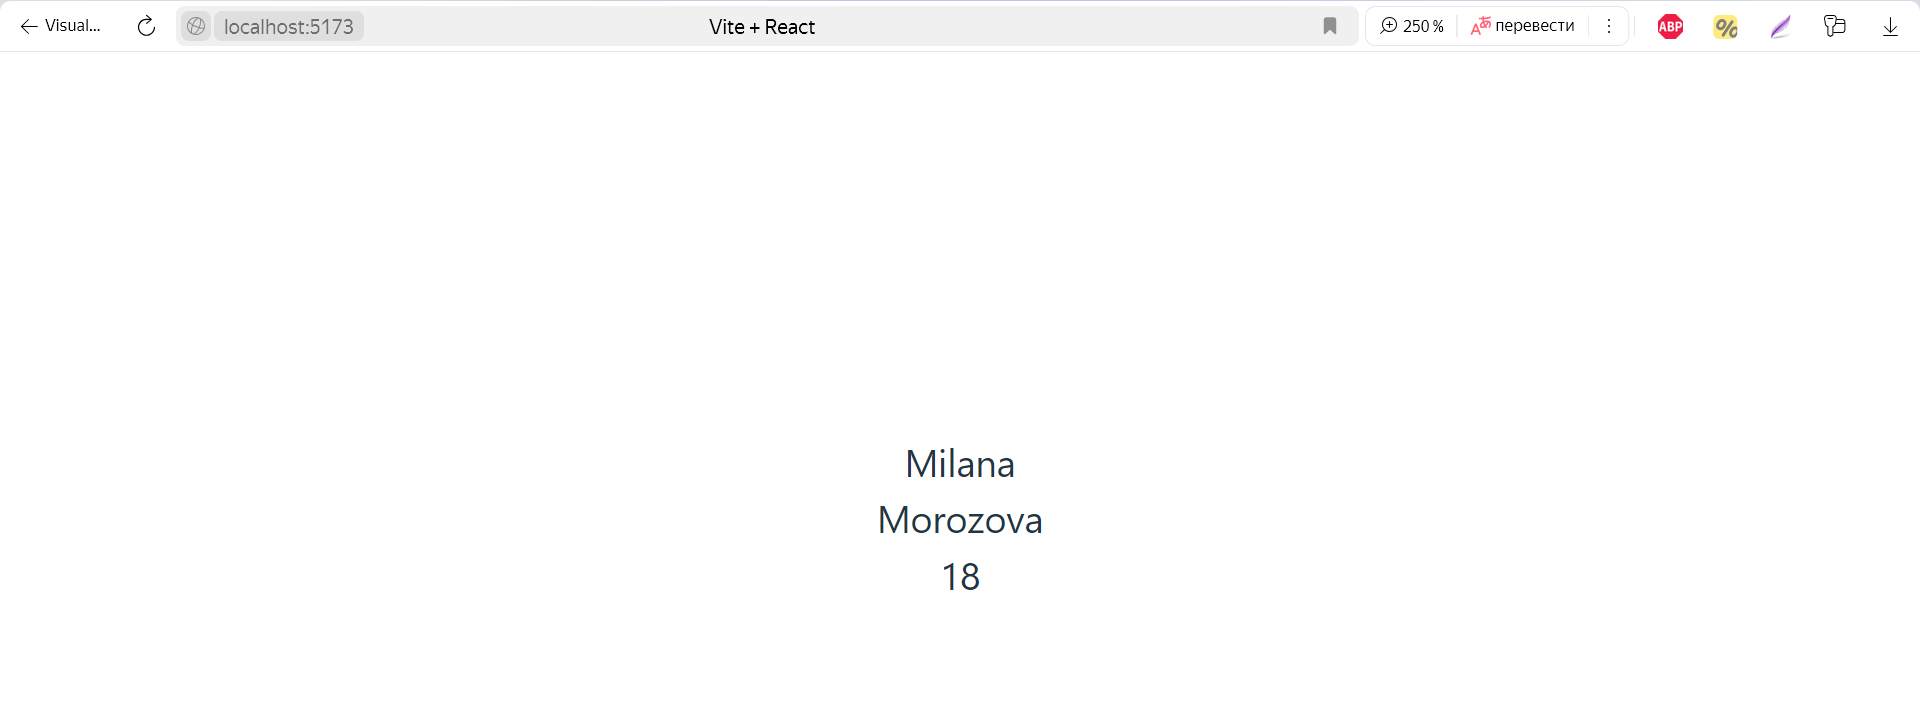 Visual... localhost:5173 Vite + React 250 % перевести ABP
Milana
Morozova
18